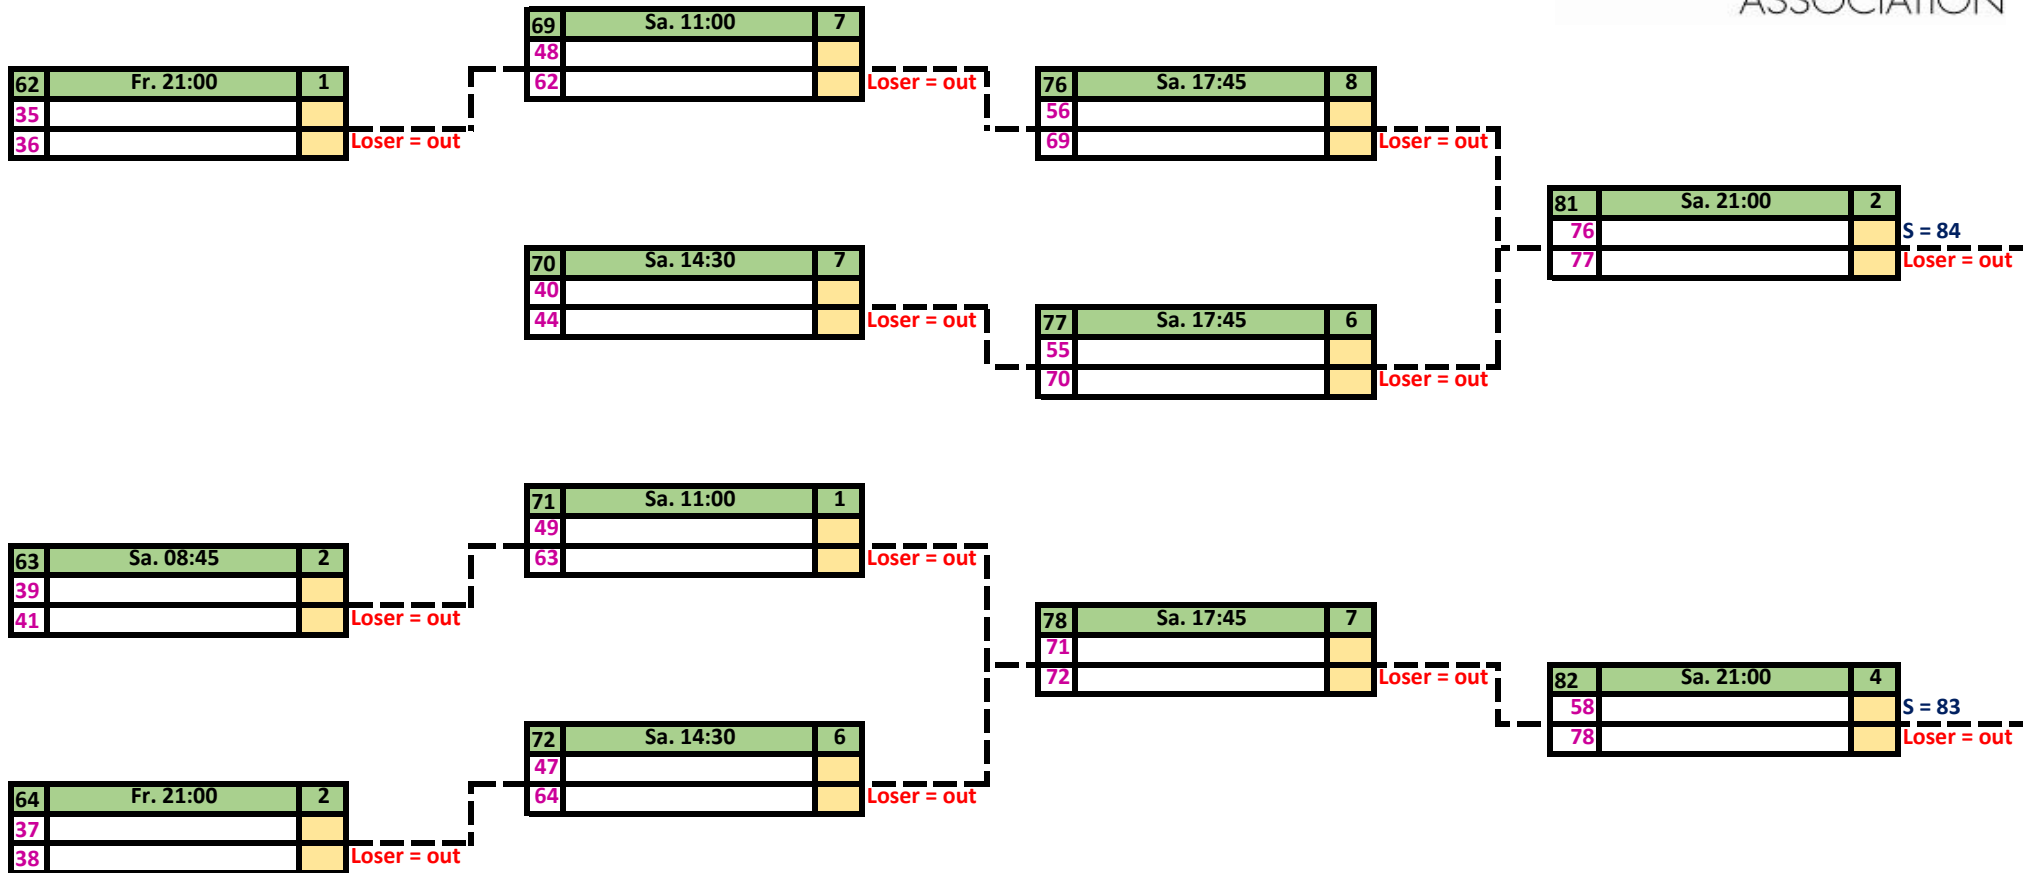 ASSOCIATION
69 Sa. 11:00 7
48
62 Loser = out
62 Fr. 21:00 1
35
36 Loser = out
76 Sa. 17:45 8
56
69 Loser = out
81 Sa. 21:00 2
76 S = 84
77 Loser = out
70 Sa. 14:30 7
40
44 Loser = out
77 Sa. 17:45 6
55
70 Loser = out
71 Sa. 11:00 1
49
63 Loser = out
63 Sa. 08:45 2
39
41 Loser = out
78 Sa. 17:45 7
71
72 Loser = out
82 Sa. 21:00 4
58 S = 83
78 Loser = out
72 Sa. 14:30 6
47
64 Loser = out
64 Fr. 21:00 2
37
38 Loser = out